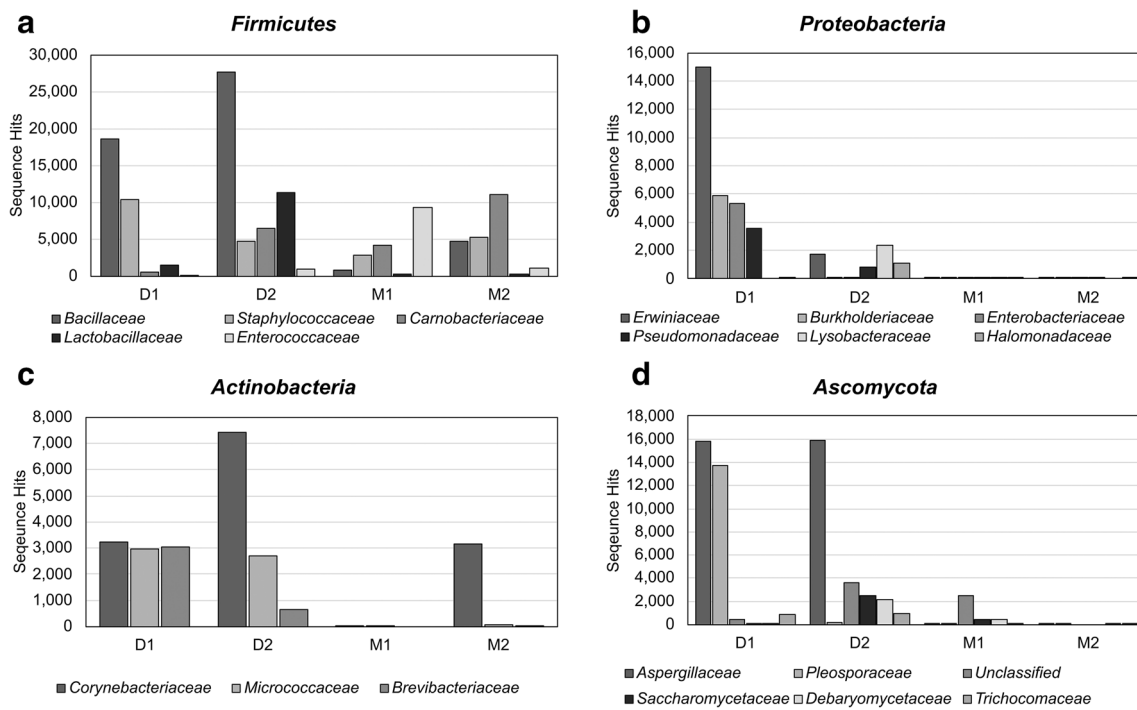 a
Firmicutes
Sequence Hits
30,000
25,000
20,000
15,000
10,000
5,000
0
D1 D2 M1 M2
Bacillaceae Staphylococcaceae Carnobacteriaceae
Lactobacillaceae Enterococcaceae
b
Proteobacteria
Sequence Hits
16,000
14,000
12,000
10,000
8,000
6,000
4,000
2,000
0
D1 D2 M1 M2
Erwiniaceae Burkholderiaceae Enterobacteriaceae
Pseudomonadaceae Lysobacteraceae Halomonadaceae
c
Actinobacteria
Seqeunce Hits
8,000
7,000
6,000
5,000
4,000
3,000
2,000
1,000
0
D1 D2 M1 M2
Corynebacteriaceae Micrococcaceae Brevibacteriaceae
d
Ascomycota
Seqeunce Hits
18,000
16,000
14,000
12,000
10,000
8,000
6,000
4,000
2,000
0
D1 D2 M1 M2
Aspergillaceae Pleosporaceae Unclassified
Saccharomycetaceae Debaryomycetaceae Trichocomaceae